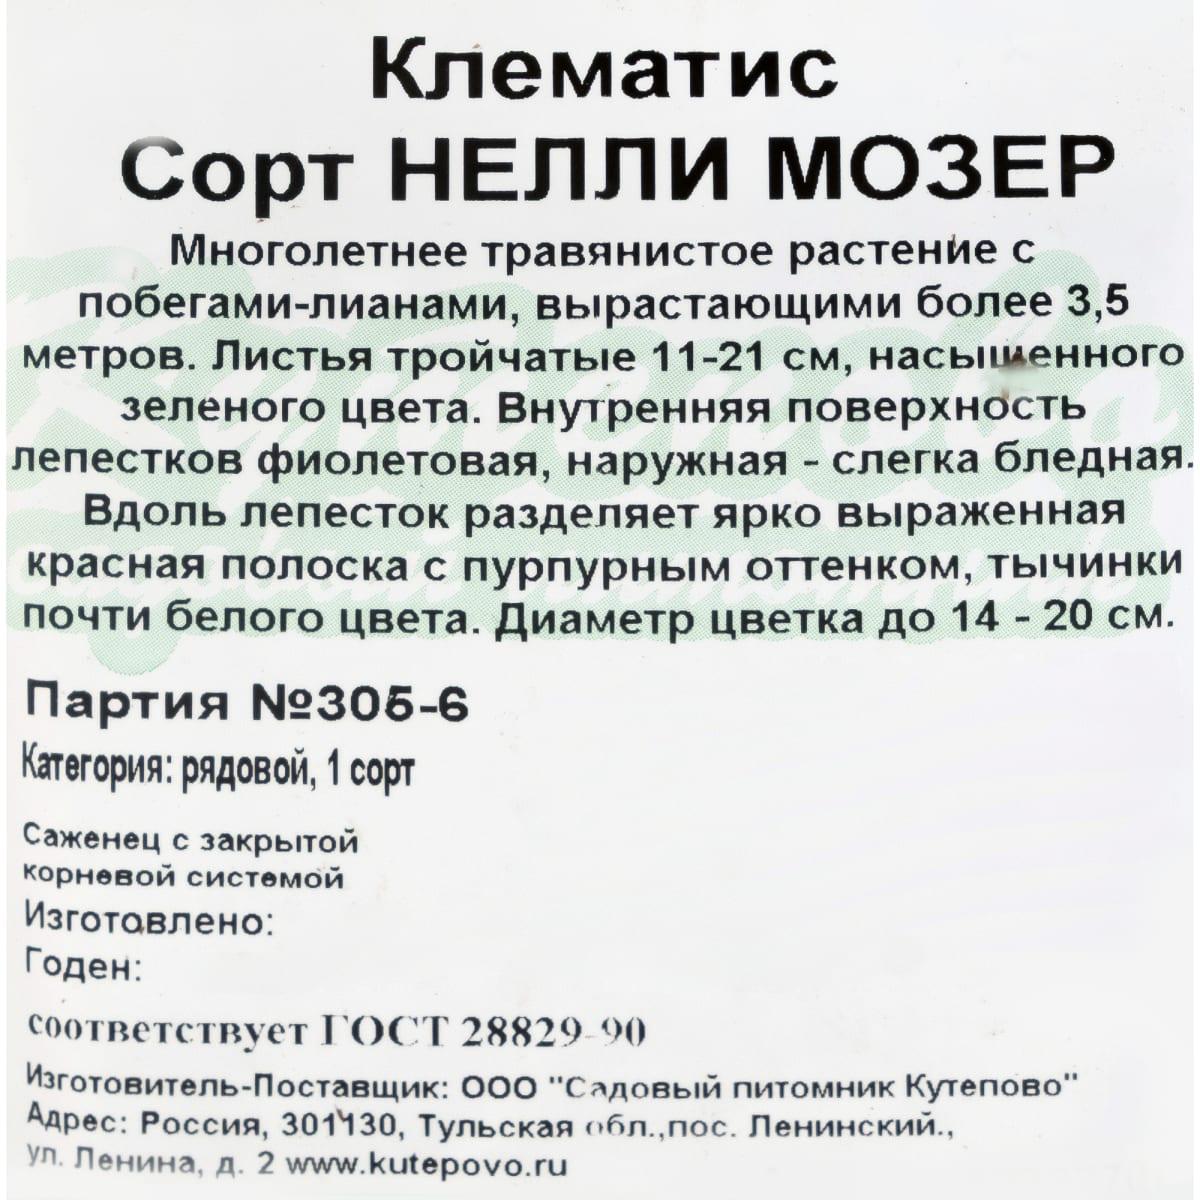 Клематис
Сорт НЕЛЛИ МОЗЕР
Многолетнее травянистое растение с
побегами-лианами, вырастающими более 3,5
метров. Листья тройчатые 11-21 см, насыщенного
зеленого цвета. Внутренняя поверхность
лепестков фиолетовая, наружная - слегка бледная.
Вдоль лепесток разделяет ярко выраженная
красная полоска с пурпурным оттенком, тычинки
почти белого цвета. Диаметр цветка до 14 - 20 см.
Партия №305-6
Категория: рядовой, 1 сорт
Саженец с закрытой
корневой системой
Изготовлено:
Годен:
соответствует ГОСТ 28829-90
Изготовитель-Поставщик: ООО "Садовый питомник Кутепово"
Адрес: Россия, 301130, Тульская обл.,пос. Ленинский.,
ул. Ленина, д. 2 www.kutepovo.ru